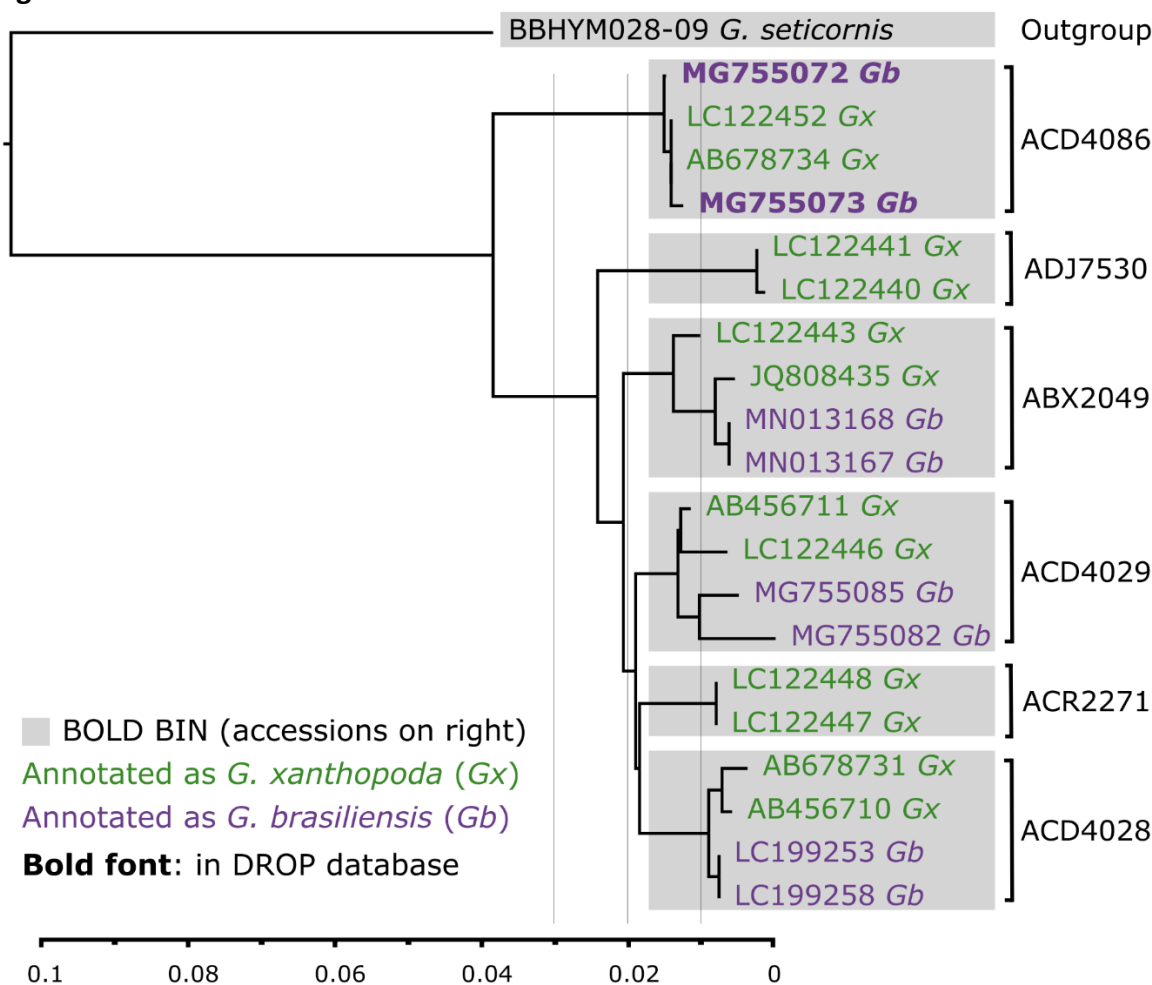 BBHYM028-09 G. seticornis Outgroup
MG755072 Gb
LC122452 Gx
ACD4086
AB678734 Gx
MG755073 Gb
LC122441 Gx
ADJ7530
LC122440 Gx
LC122443 Gx
JQ808435 Gx
ABX2049
MN013168 Gb
MN013167 Gb
AB456711 Gx
LC122446 Gx
ACD4029
MG755085 Gb
MG755082 Gb
LC122448 Gx
ACR2271
LC122447 Gx
AB678731 Gx
AB456710 Gx
ACD4028
LC199253 Gb
LC199258 Gb
BOLD BIN (accessions on right)
Annotated as G. xanthopoda (Gx)
Annotated as G. brasiliensis (Gb)
Bold font: in DROP database
0.1 0.08 0.06 0.04 0.02 0